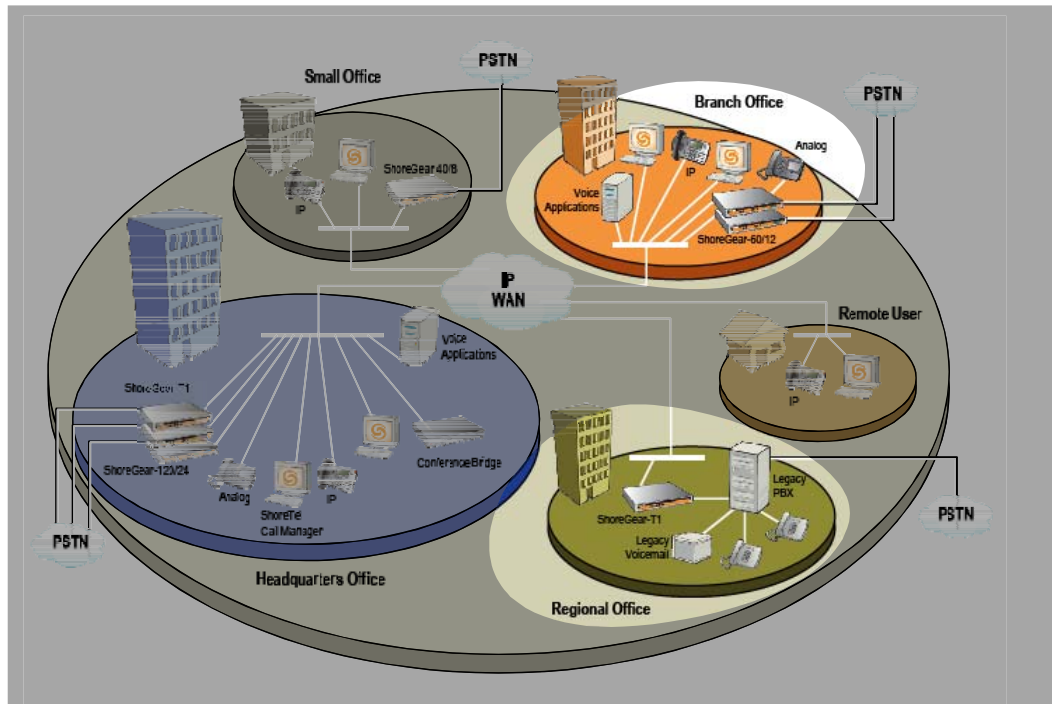 Small Office
PSTN
ShoreGear 40/8
IP
Branch Office
PSTN
Analog
IP
Voice
Applications
ShoreGear-60/12
IP
WAN
Remote User
IP
Voice
Applications
ShoreGear-T1
ShoreGear-120/24
Analog
ShoreTel
Call Manager
IP
Conference Bridge
PSTN
Headquarters Office
Legacy
PBX
ShoreGear-T1
Legacy
Voicemail
PSTN
Regional Office